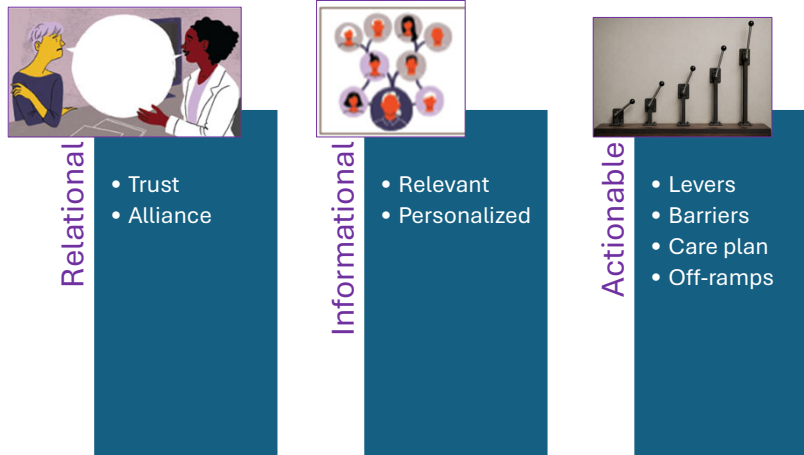 Relational
• Trust
• Alliance
Informational
• Relevant
• Personalized
Actionable
• Levers
• Barriers
• Care plan
• Off-ramps